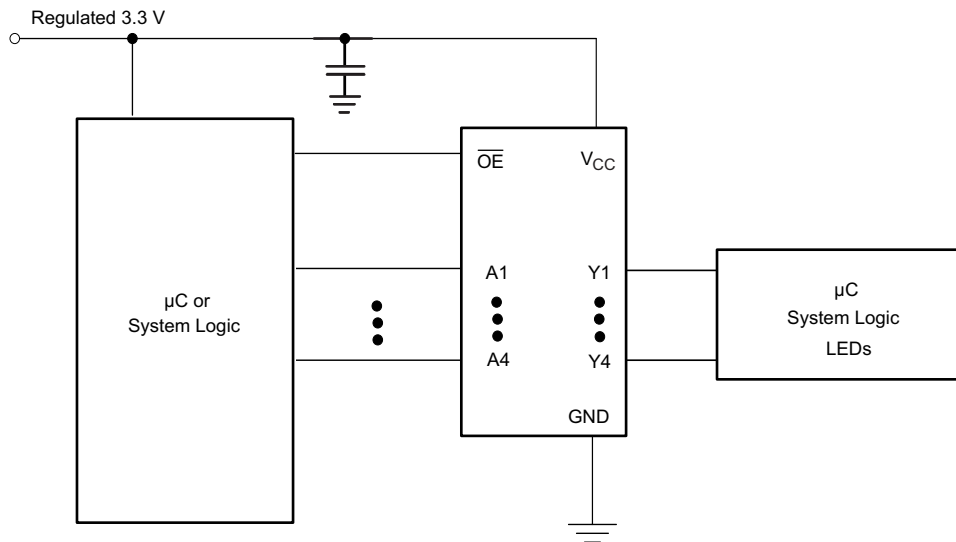 Regulated 3.3 V
OE
VCC
A1
Y1
µC or
System Logic
µC
System Logic
LEDs
A4
Y4
GND